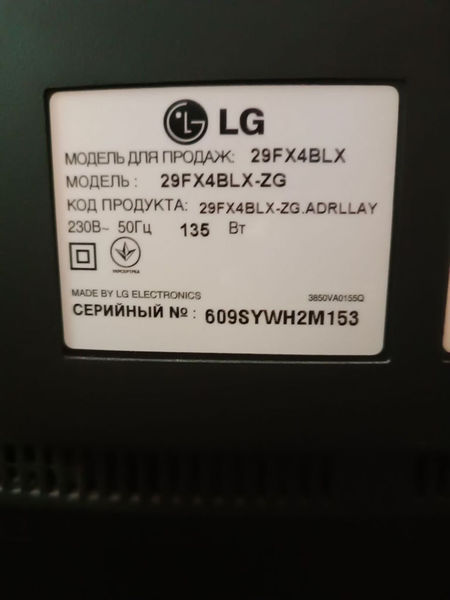 LG
МОДЕЛЬ ДЛЯ ПРОДАЖ: 29FX4BLX
МОДЕЛЬ : 29FX4BLX-ZG
КОД ПРОДУКТА: 29FX4BLX-ZG.ADRLLAY
230В~ 50Гц 135 Вт
УКРСЕПРО
MADE BY LG ELECTRONICS 3850VA0155Q
СЕРИЙНЫЙ № : 609SYWH2M153